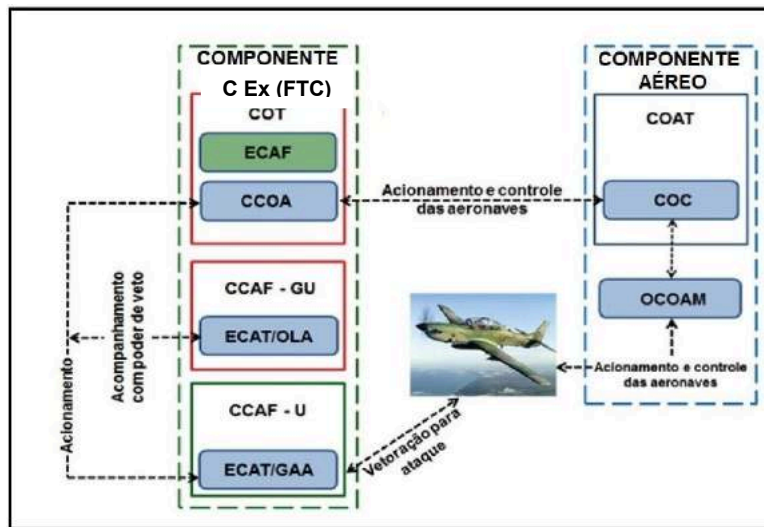 COMPONENTE
C Ex (FTC)
COT
ECAF
CCOA
CCAF - GU
ECAT/OLA
CCAF - U
ECAT/GAA
Acionamento
Acompanhamento
com poder de veto
Acionamento e controle
das aeronaves
Vetoração para
ataque
COMPONENTE
AÉREO
COAT
COC
OCOAM
Acionamento e controle
das aeronaves